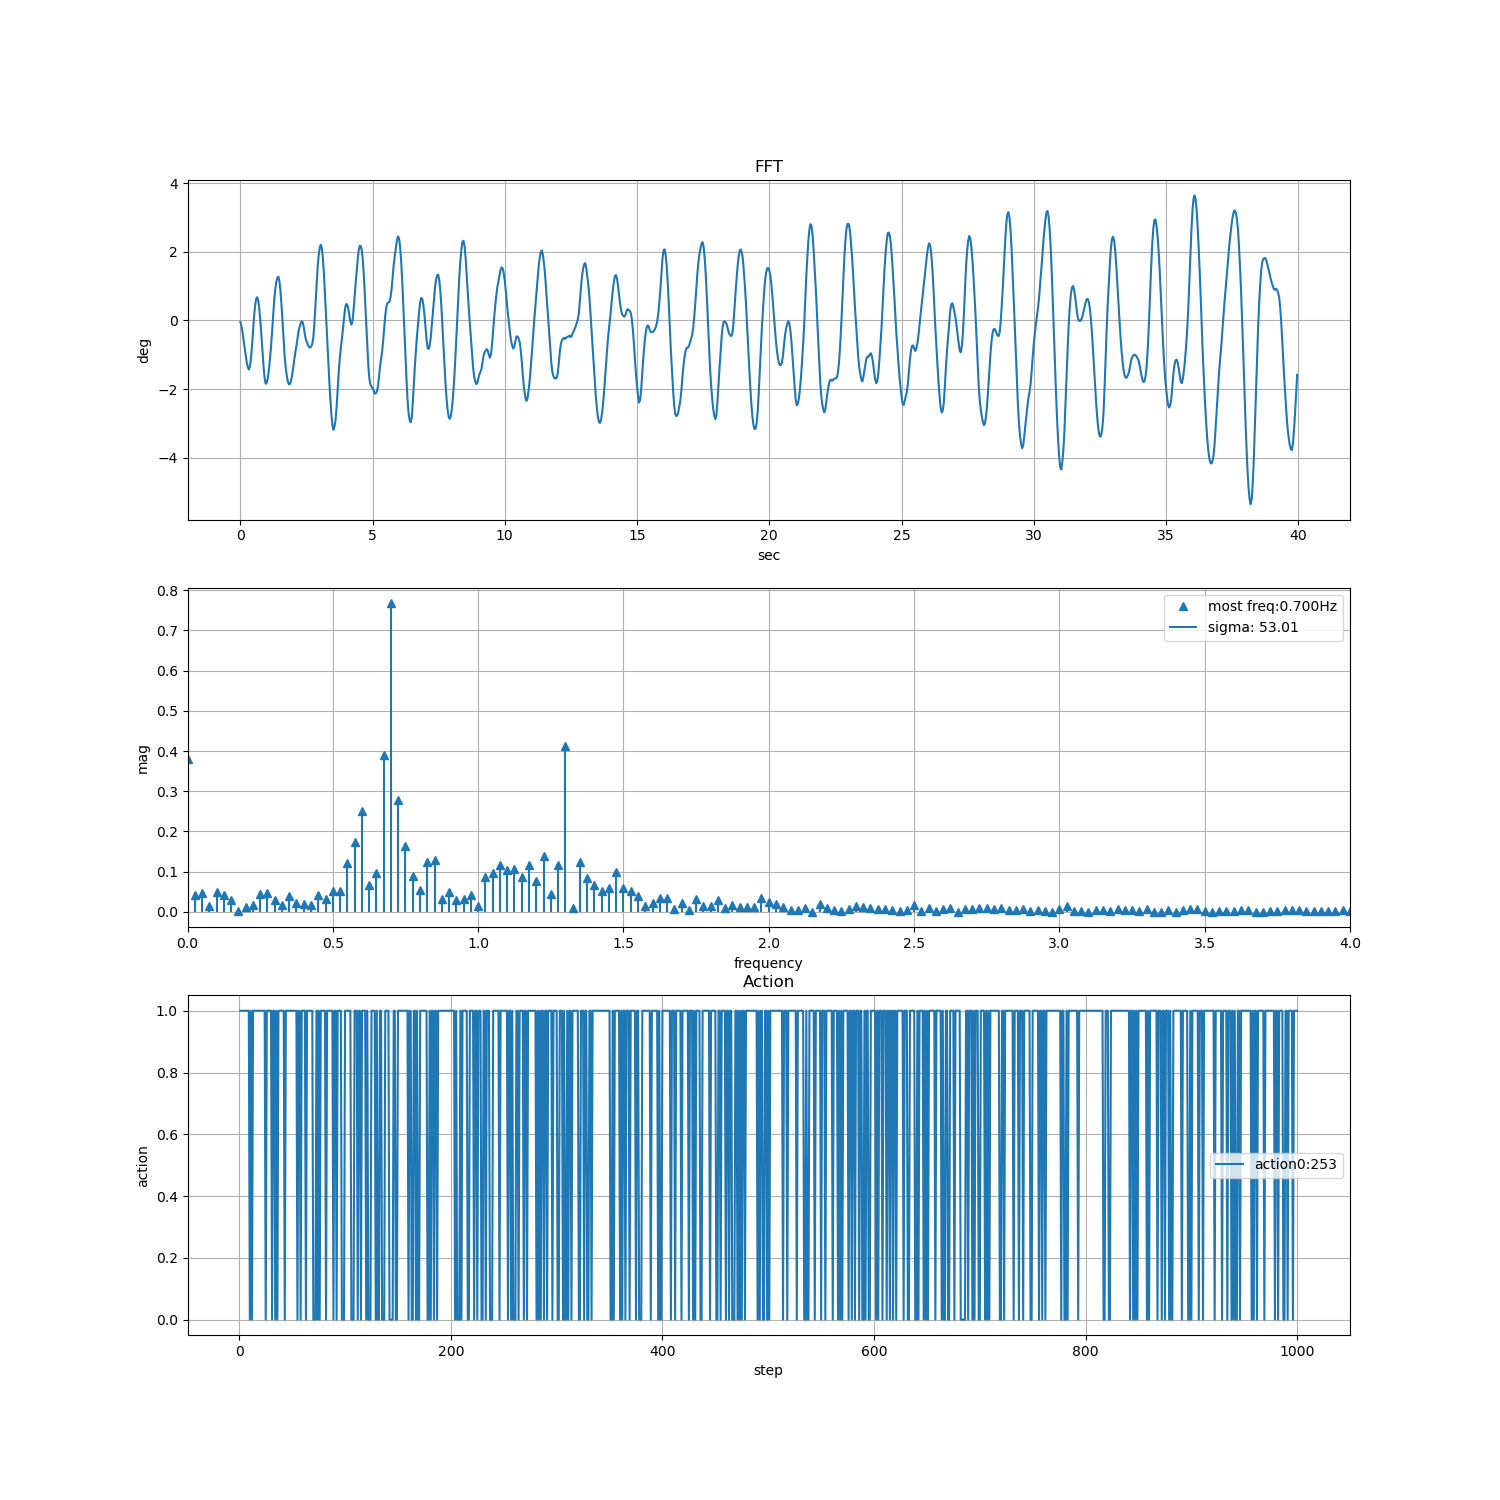 FFT
4
2
0
−2
−4
deg
0 5 10 15 20 25 30 35 40
sec
0.8
0.7
0.6
0.5
0.4
0.3
0.2
0.1
0.0
mag
most freq:0.700Hz
sigma: 53.01
0.0 0.5 1.0 1.5 2.0 2.5 3.0 3.5 4.0
frequency
Action
1.0
0.8
0.6
0.4
0.2
0.0
action
action0:253
0 200 400 600 800 1000
step